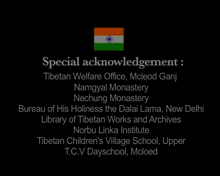 Special acknowledgement :
Tibetan Welfare Office, Mcleod Ganj
Namgyal Monastery
Nechung Monastery
Bureau of His Holiness the Dalai Lama, New Delhi
Library of Tibetan Works and Archives
Norbu Linka Institute
Tibetan Children's Village School, Upper
T.C.V Dayschool, Mcloed